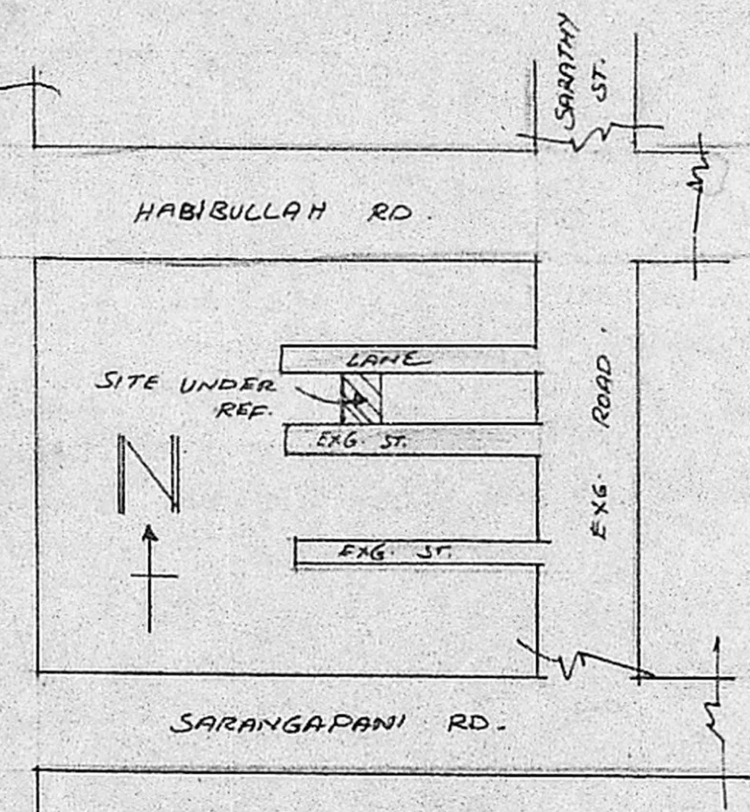 SARATHY
ST.
HABIBULLAH RD.
LANE
SITE UNDER
REF.
EXG. ST.
EXG. ROAD.
N
EXG. ST.
SARANGAPANI RD.